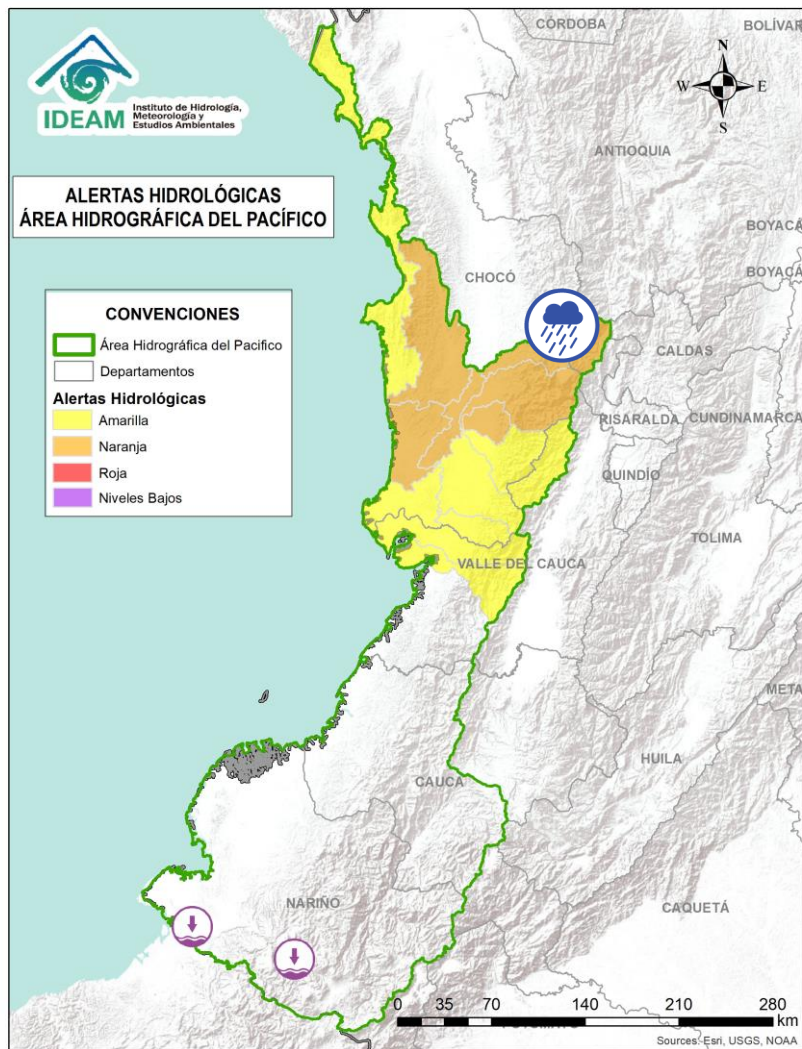 CÓRDOBA
BOLÍVAR
IDEAM
Instituto de Hidrología,
Meteorología y
Estudios Ambientales
N
W
E
S
ANTIOQUIA
ALERTAS HIDROLÓGICAS
ÁREA HIDROGRÁFICA DEL PACÍFICO
BOYACÁ
BOYACÁ
CHOCÓ
CONVENCIONES
Área Hidrográfica del Pacifico
Departamentos
Alertas Hidrológicas
Amarilla
Naranja
Roja
Niveles Bajos
CALDAS
RISARALDA
CUNDINAMARCA
QUINDÍO
TOLIMA
VALLE DEL CAUCA
META
HUILA
CAUCA
NARIÑO
CAQUETÁ
0 35 70 140 210 280
km
Sources: Esri, USGS, NOAA